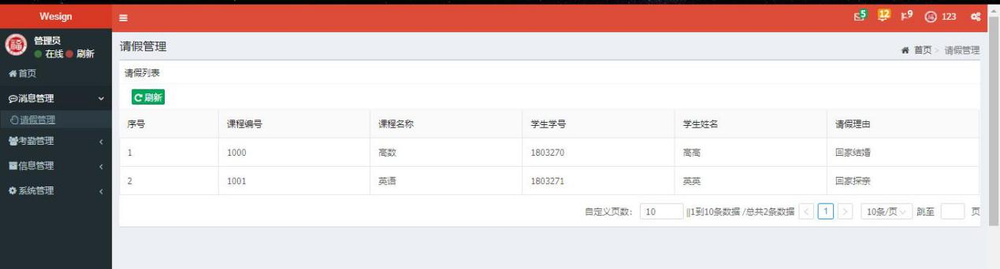 Wesign
5 12 9 123
管理员
在线 刷新
请假管理
首页 > 请假管理
首页
请假列表
消息管理
刷新
请假管理
序号 课程编号 课程名称 学生学号 学生姓名 请假理由
考勤管理
1 1000 高数 1803270 高高 回家结婚
信息管理
2 1001 英语 1803271 英英 回家探亲
系统管理
自定义页数: 10 ||1到10条数据 /总共2条数据 < 1 > 10条/页 跳至 页